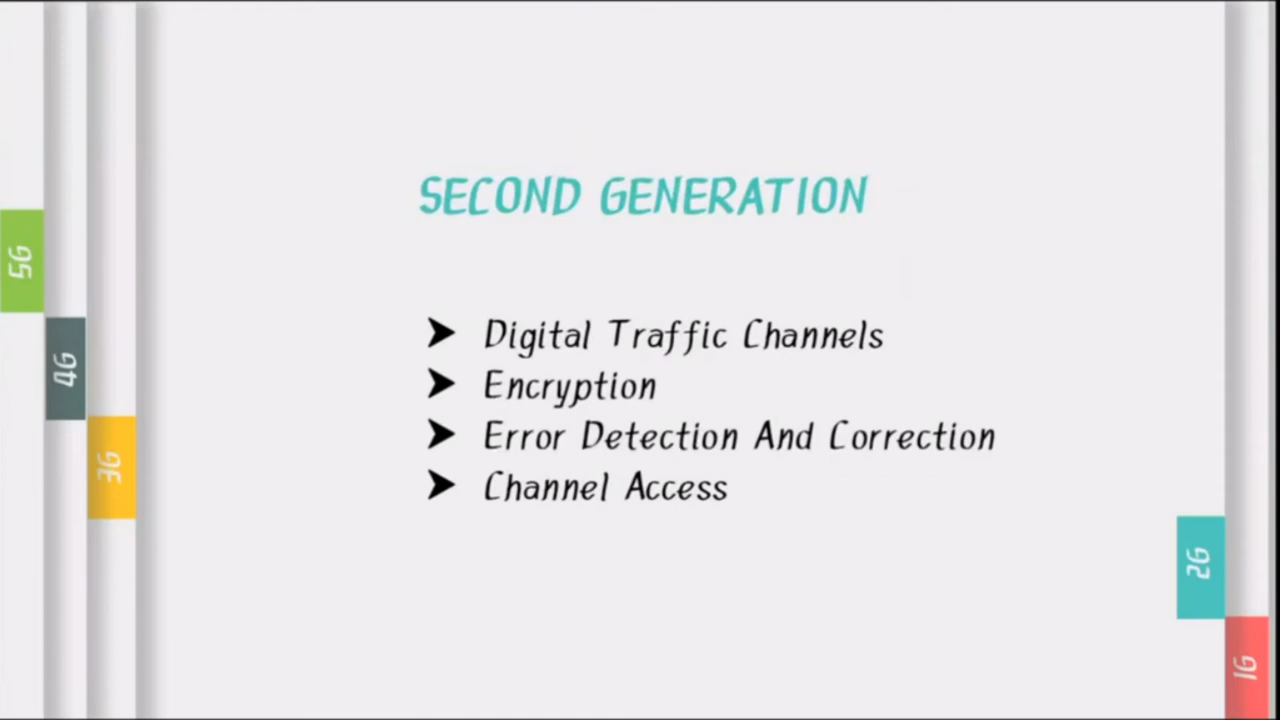 SECOND GENERATION
5G
➤ Digital Traffic Channels
4G
➤ Encryption
3G
➤ Error Detection And Correction
➤ Channel Access
2G
1G